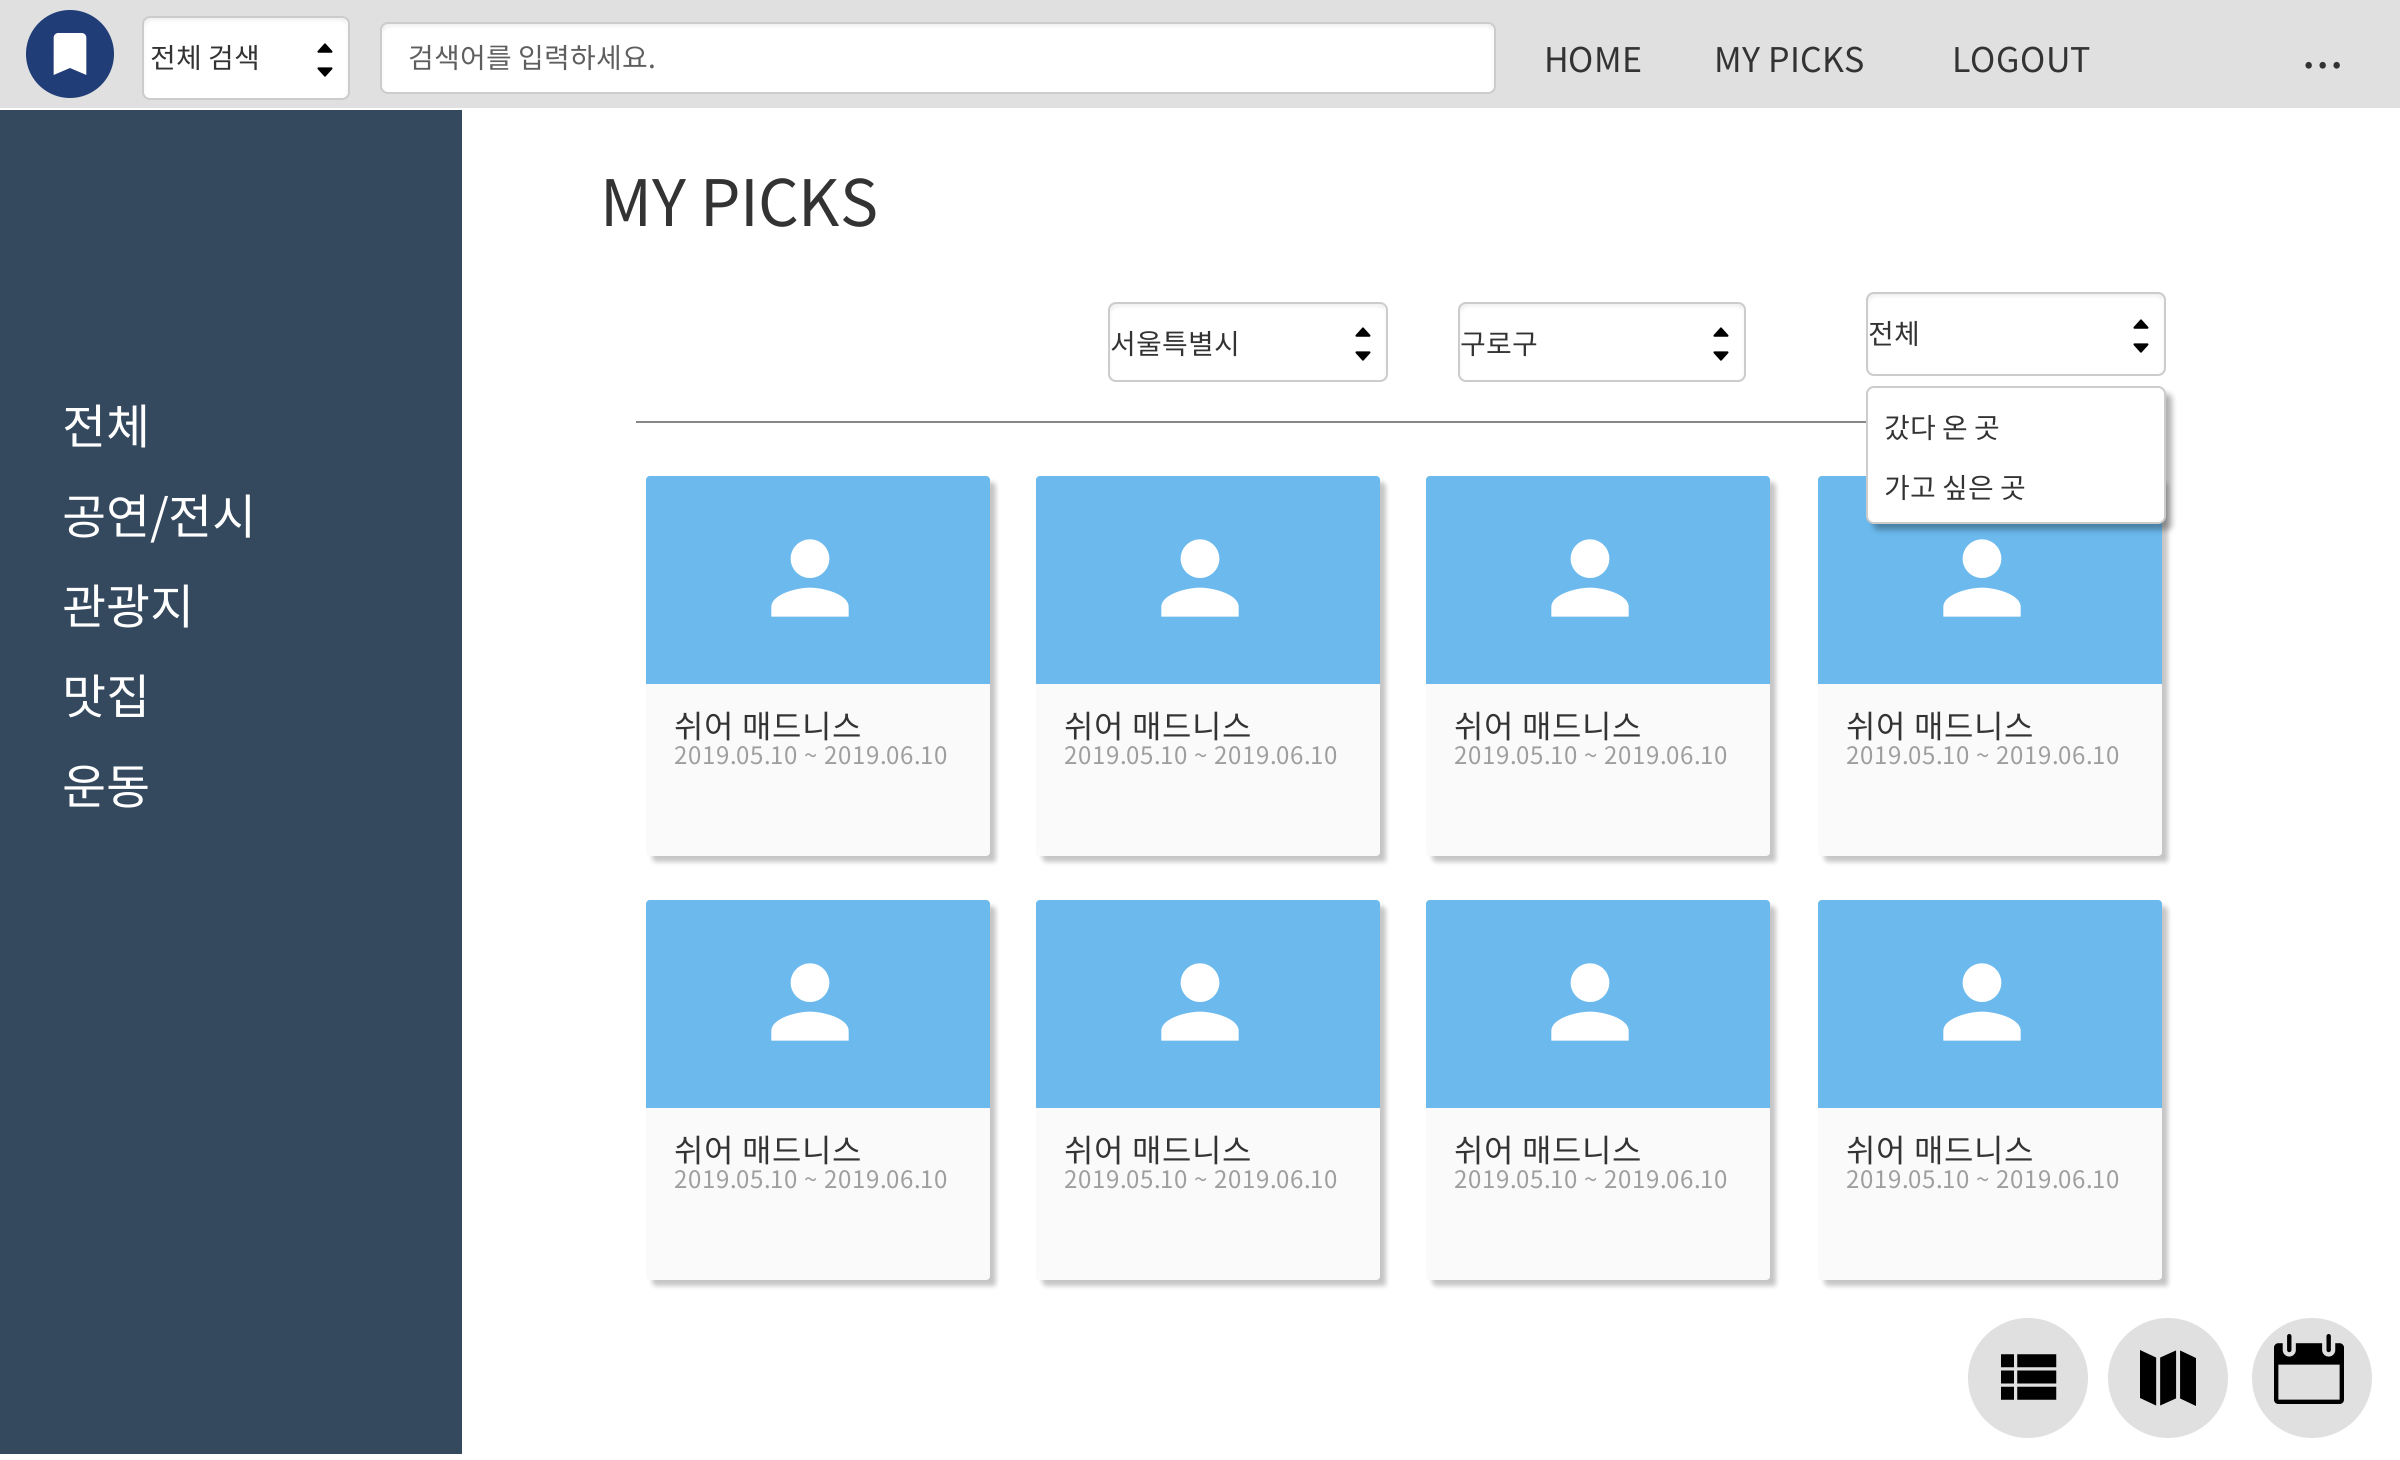 전체 검색
검색어를 입력하세요.
HOME
MY PICKS
LOGOUT
...
MY PICKS
서울특별시
구로구
전체
갔다 온 곳
가고 싶은 곳
전체
공연/전시
관광지
맛집
운동
쉬어 매드니스
2019.05.10 ~ 2019.06.10
쉬어 매드니스
2019.05.10 ~ 2019.06.10
쉬어 매드니스
2019.05.10 ~ 2019.06.10
쉬어 매드니스
2019.05.10 ~ 2019.06.10
쉬어 매드니스
2019.05.10 ~ 2019.06.10
쉬어 매드니스
2019.05.10 ~ 2019.06.10
쉬어 매드니스
2019.05.10 ~ 2019.06.10
쉬어 매드니스
2019.05.10 ~ 2019.06.10